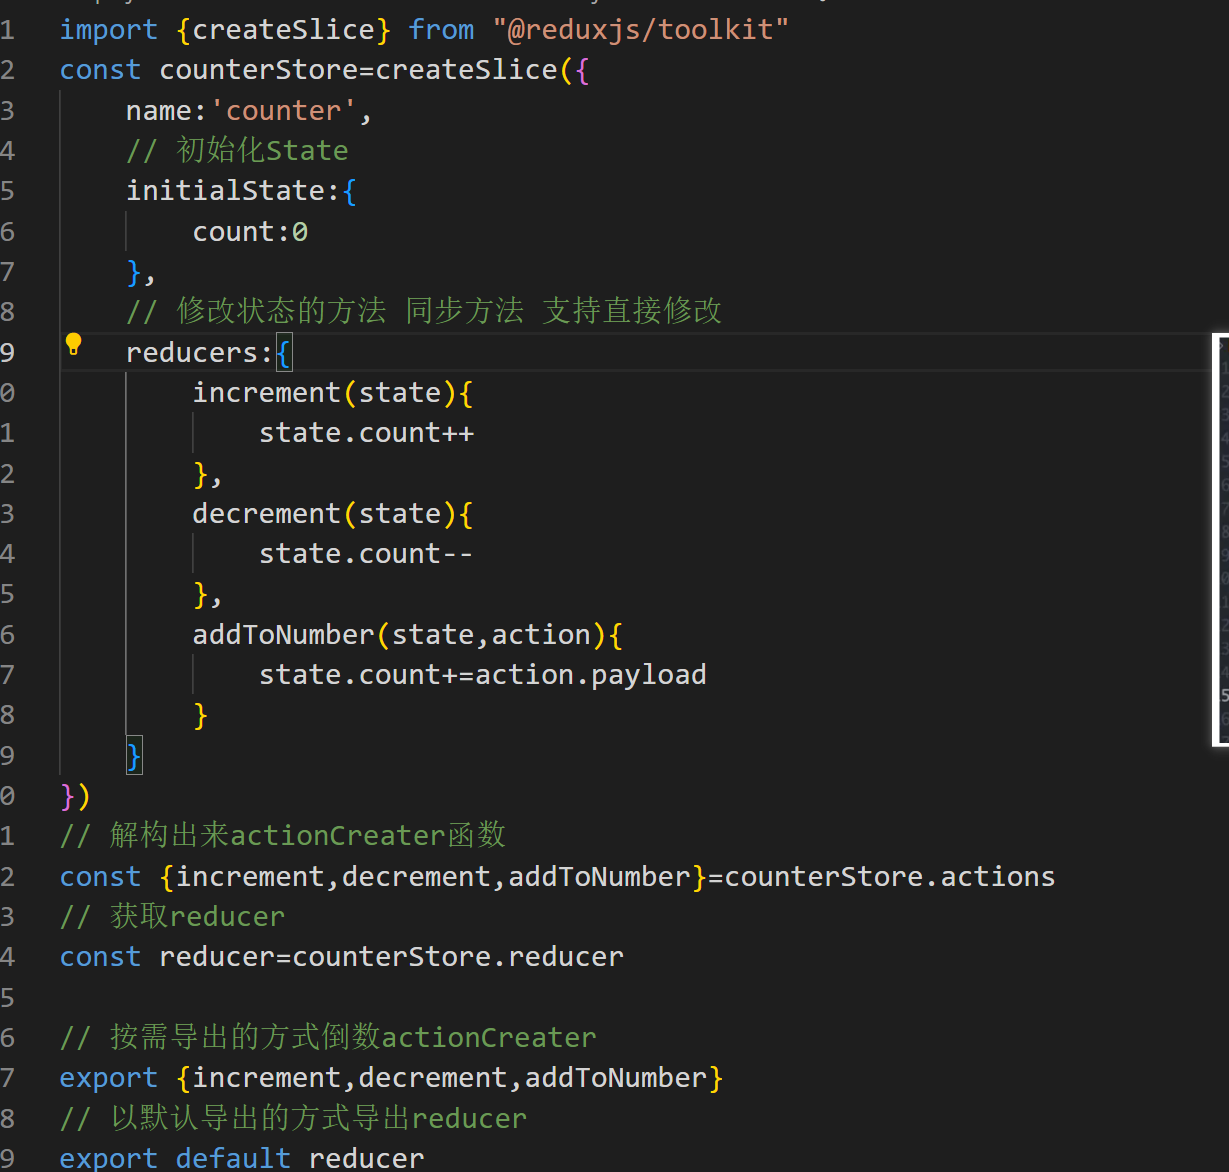 1 import {createSlice} from "@reduxjs/toolkit"
2 const counterStore=createSlice({
3 name:'counter',
4 // 初始化State
5 initialState:{
6 count:0
7 },
8 // 修改状态的方法 同步方法 支持直接修改
9 reducers:{
0 increment(state){
1 state.count++
2 },
3 decrement(state){
4 state.count--
5 },
6 addToNumber(state,action){
7 state.count+=action.payload
8 }
9 }
0 })
1 // 解构出来actionCreater函数
2 const {increment,decrement,addToNumber}=counterStore.actions
3 // 获取reducer
4 const reducer=counterStore.reducer
5
6 // 按需导出的方式倒数actionCreater
7 export {increment,decrement,addToNumber}
8 // 以默认导出的方式导出reducer
9 export default reducer